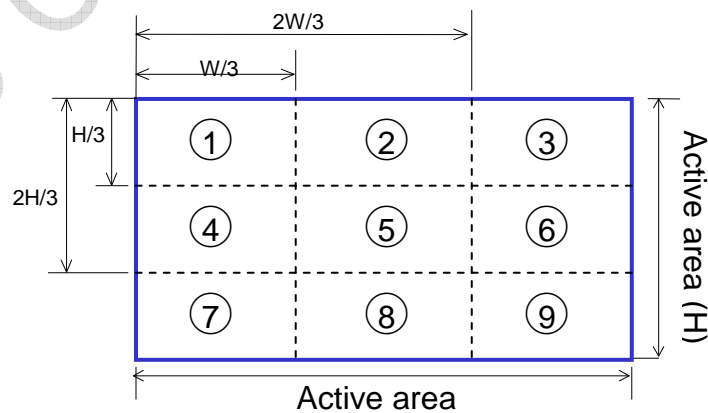 2W/3
W/3
H/3
2H/3
1 2 3
4 5 6
7 8 9
Active area (H)
Active area